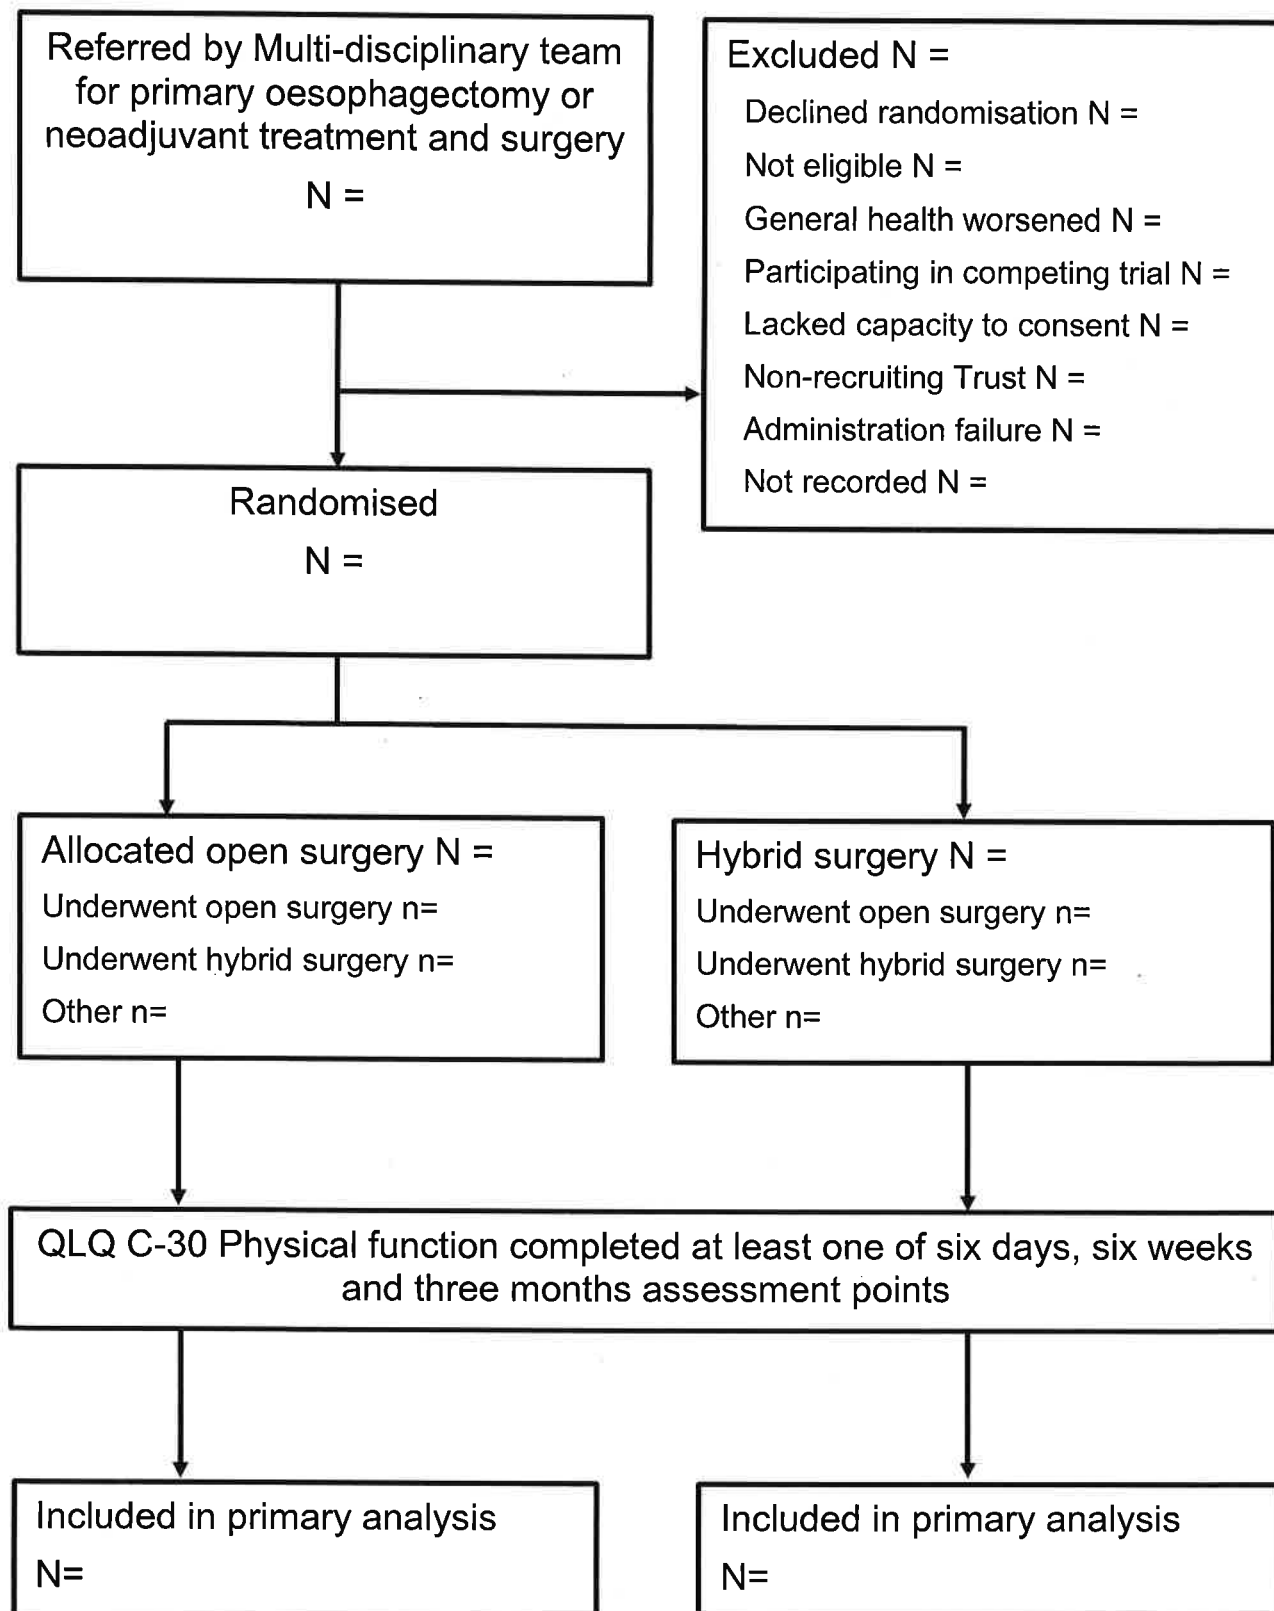 Referred by Multi-disciplinary team
for primary oesophagectomy or
neoadjuvant treatment and surgery
N =
Excluded N =
Declined randomisation N =
Not eligible N =
General health worsened N =
Participating in competing trial N =
Lacked capacity to consent N =
Non-recruiting Trust N =
Administration failure N =
Not recorded N =
Randomised
N =
Allocated open surgery N =
Underwent open surgery n=
Underwent hybrid surgery n=
Other n=
Hybrid surgery N =
Underwent open surgery n=
Underwent hybrid surgery n=
Other n=
QLQ C-30 Physical function completed at least one of six days, six weeks
and three months assessment points
Included in primary analysis
N=
Included in primary analysis
N=